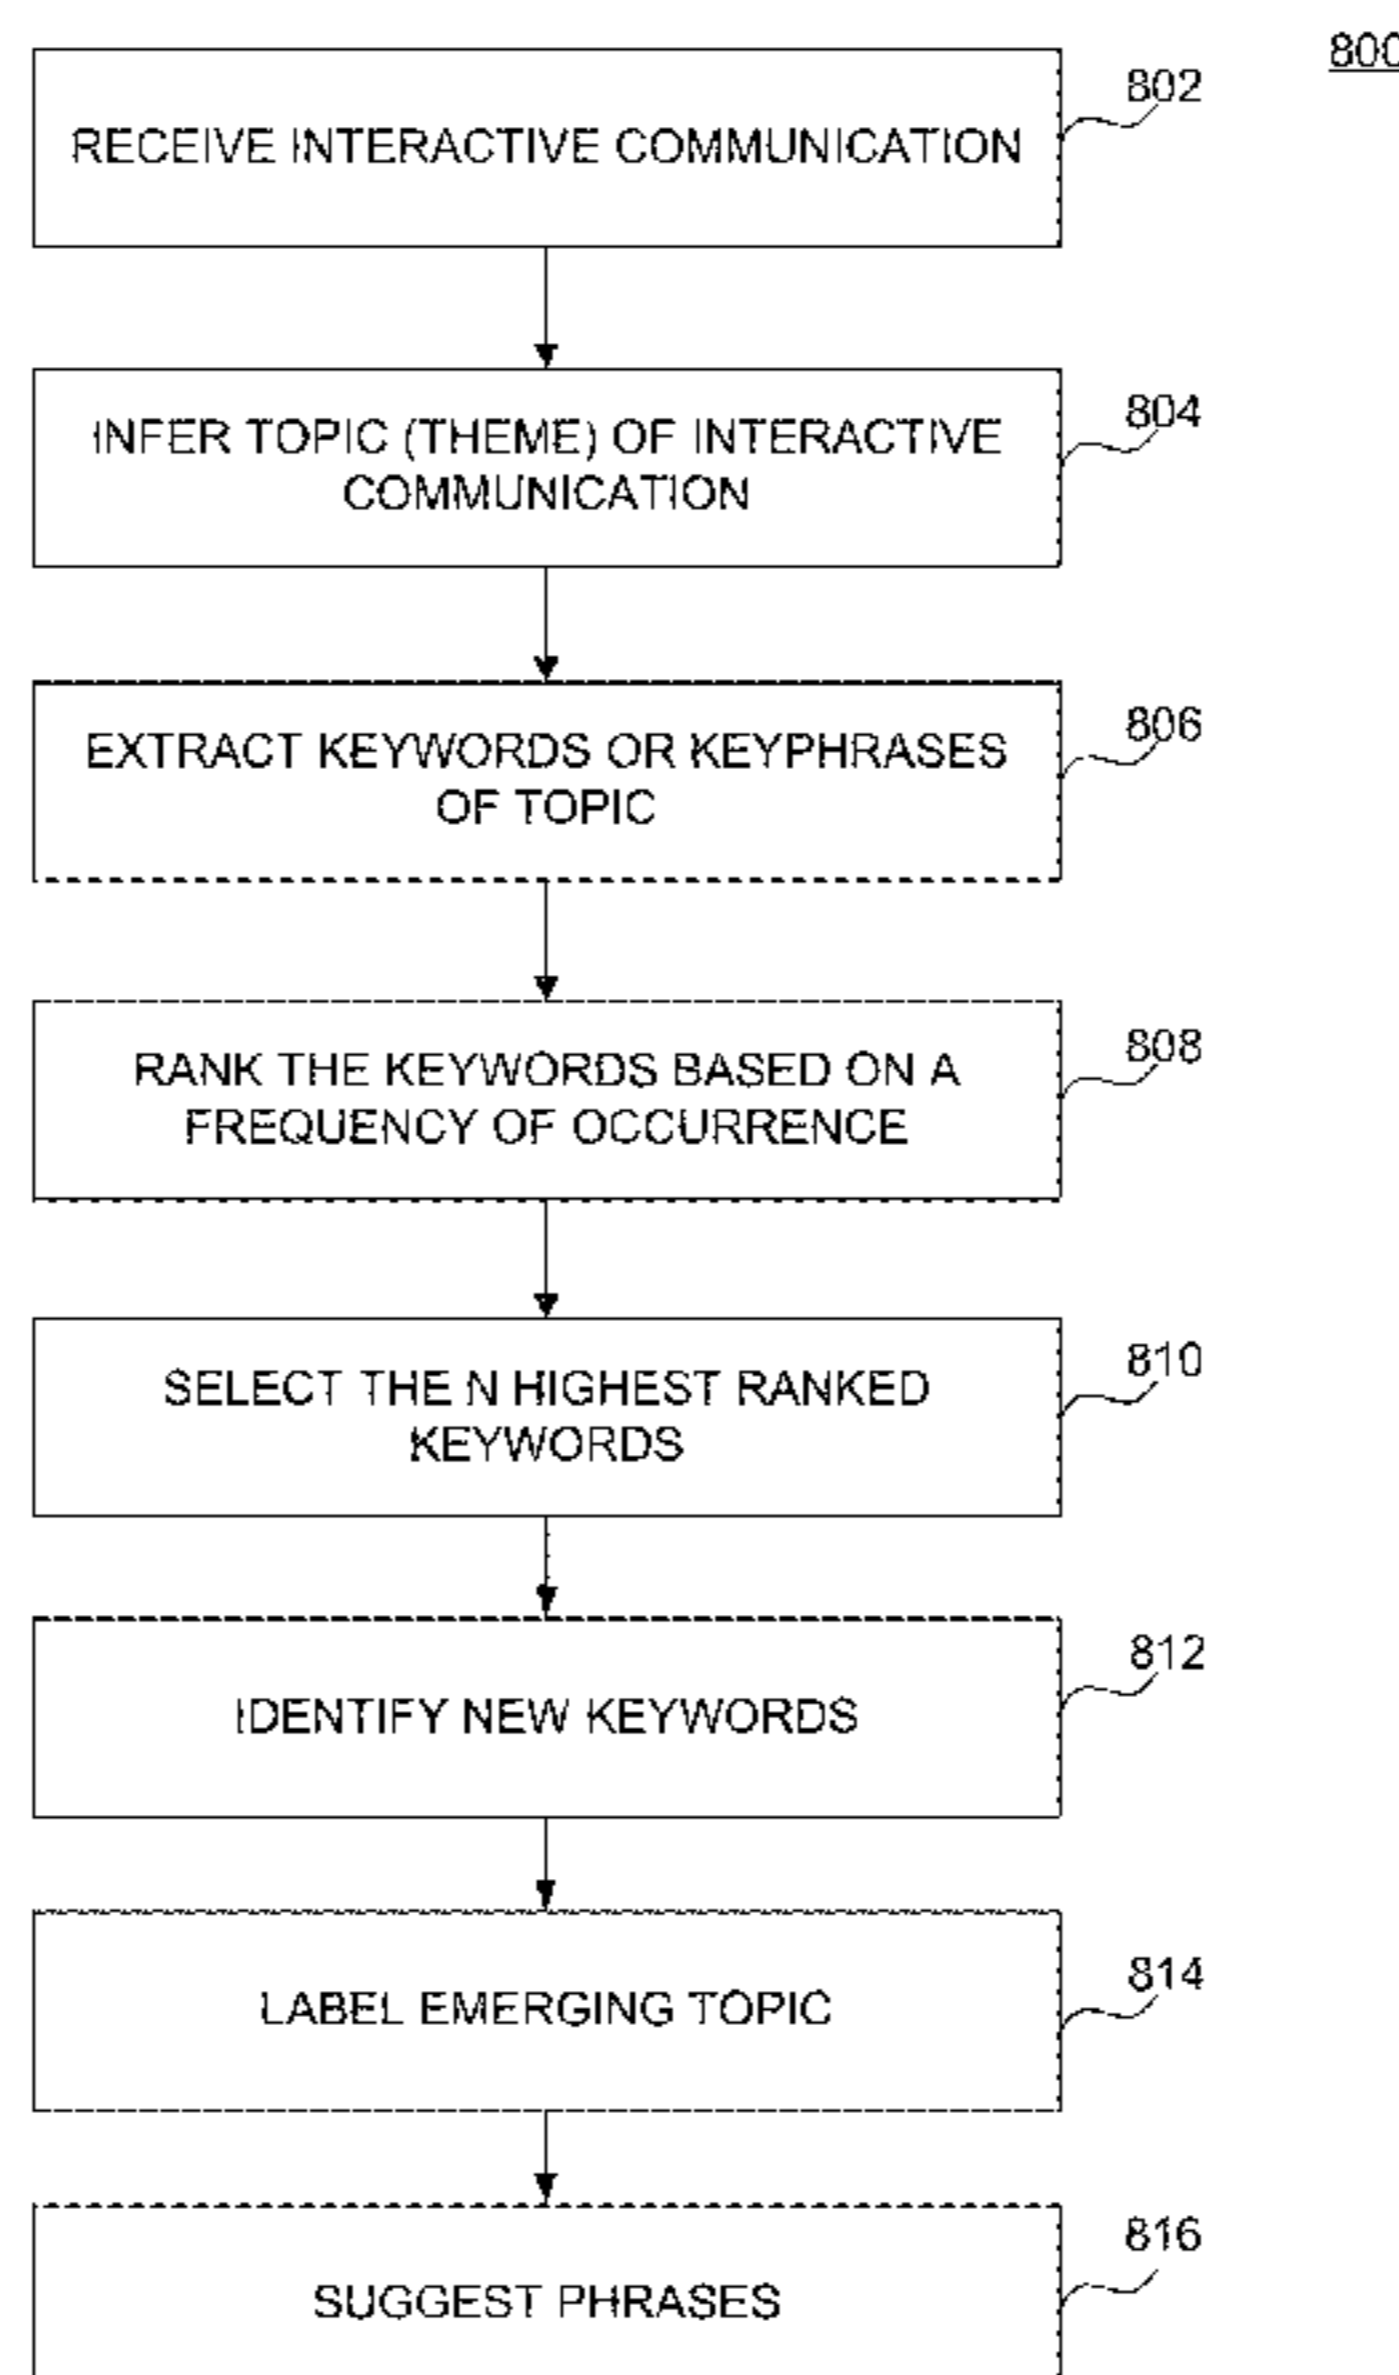 800
RECEIVE INTERACTIVE COMMUNICATION
802
INFER TOPIC (THEME) OF INTERACTIVE
COMMUNICATION
804
EXTRACT KEYWORDS OR KEYPHRASES
OF TOPIC
806
RANK THE KEYWORDS BASED ON A
FREQUENCY OF OCCURRENCE
808
SELECT THE N HIGHEST RANKED
KEYWORDS
810
IDENTIFY NEW KEYWORDS
812
LABEL EMERGING TOPIC
814
SUGGEST PHRASES
816